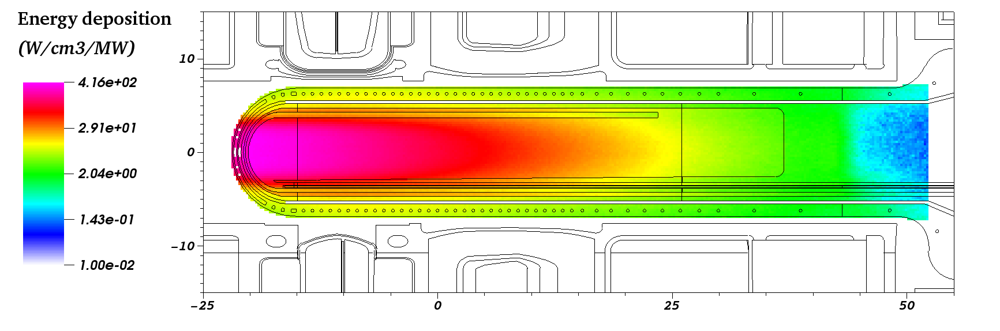 Energy deposition
(W/cm3/MW)
4.16e+02
2.91e+01
2.04e+00
1.43e-01
1.00e-02
10
0
-10
-25
0
25
50